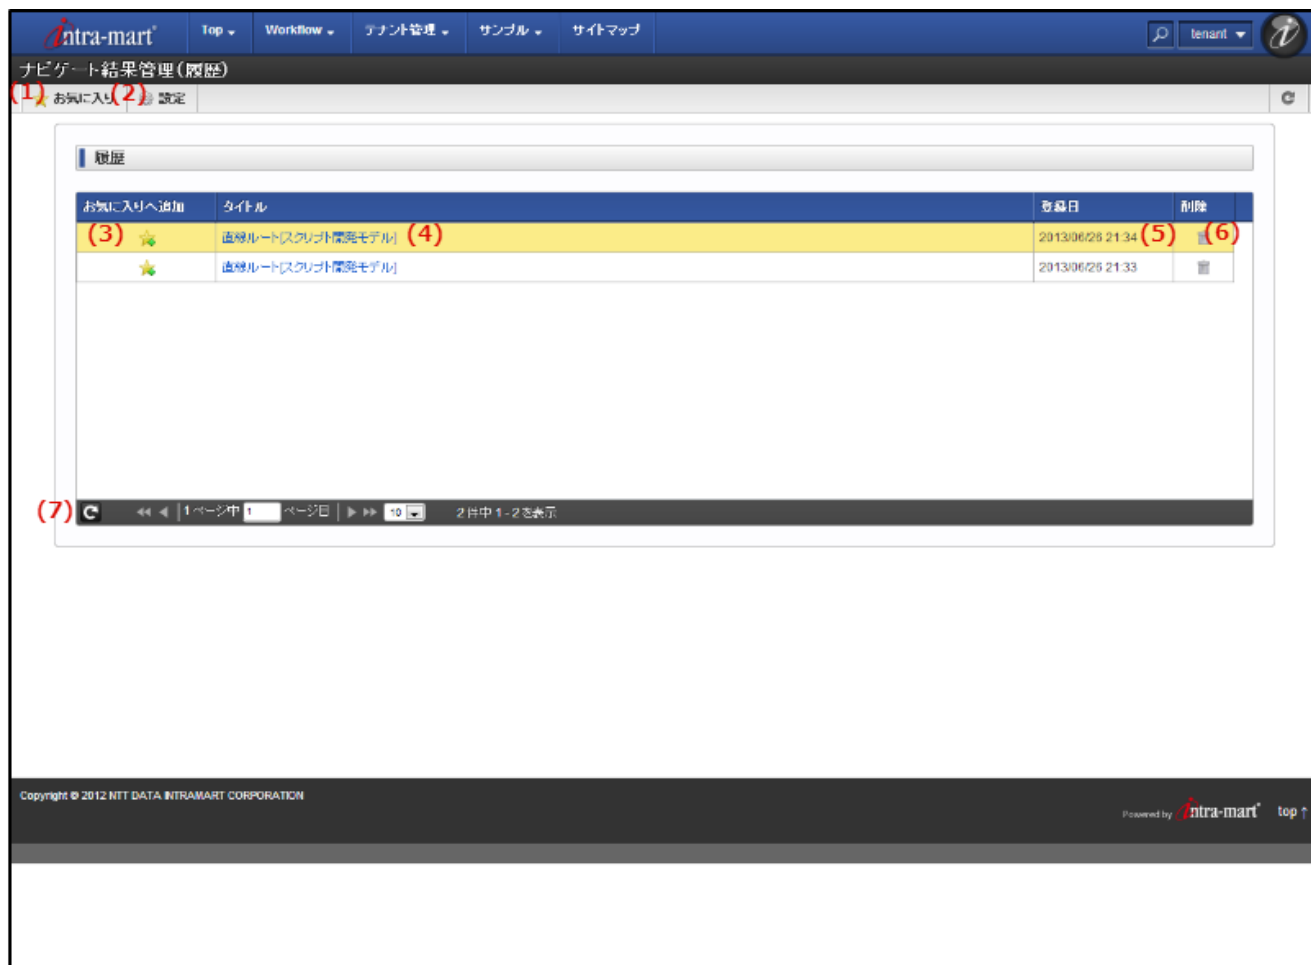 intra-mart Top Workflow テナント管理 サンプル サイトマップ tenant
ナビゲート結果管理(履歴)
(1) お気に入り (2) 設定
履歴
お気に入りへ追加 タイトル 登録日 削除
(3) 直線ルート[スクリプト開発モデル] (4) 2013/06/26 21:34 (5) (6)
直線ルート[スクリプト開発モデル] 2013/06/26 21:33
(7) 1 ページ中 1 ページ目 10 2 件中 1 - 2 を表示
Copyright © 2012 NTT DATA INTRAMART CORPORATION
Powered by intra-mart top ↑